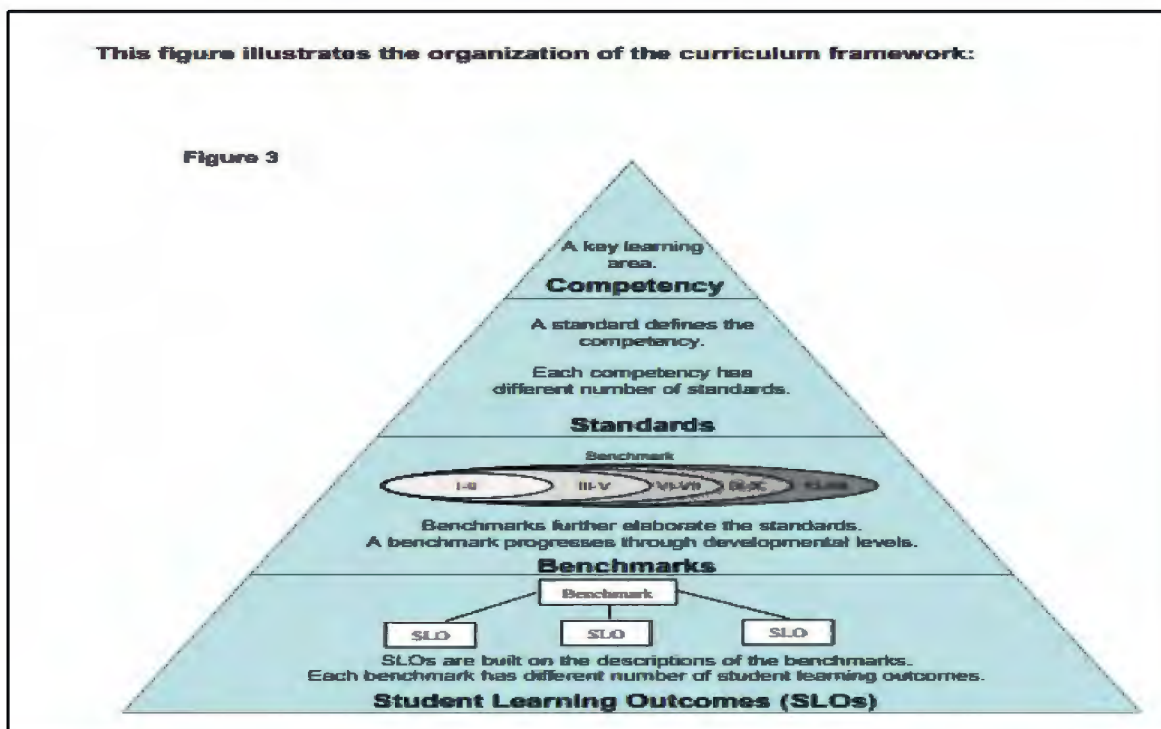 This figure illustrates the organization of the curriculum framework:
Figure 3
A key learning
area.
Competency
A standard defines the
competency.
Each competency has
different number of standards.
Standards
Benchmark
I-II III-V VI-VIII
Benchmarks further elaborate the standards.
A benchmark progresses through developmental levels.
Benchmarks
Benchmark
SLO SLO SLO
SLOs are built on the descriptions of the benchmarks.
Each benchmark has different number of student learning outcomes.
Student Learning Outcomes (SLOs)